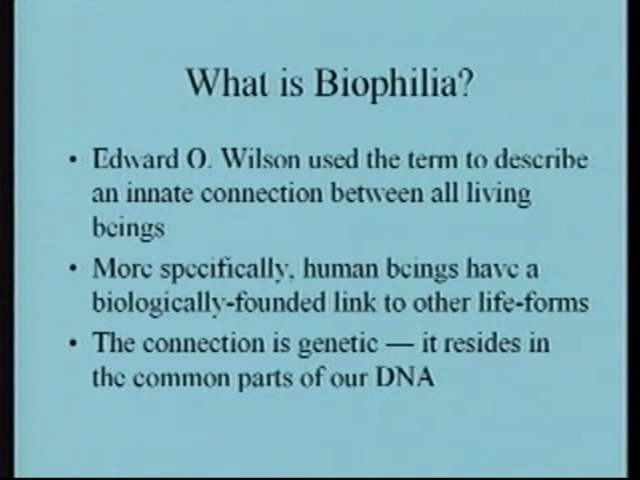 What is Biophilia?
• Edward O. Wilson used the term to describe
an innate connection between all living
beings
• More specifically, human beings have a
biologically-founded link to other life-forms
• The connection is genetic — it resides in
the common parts of our DNA